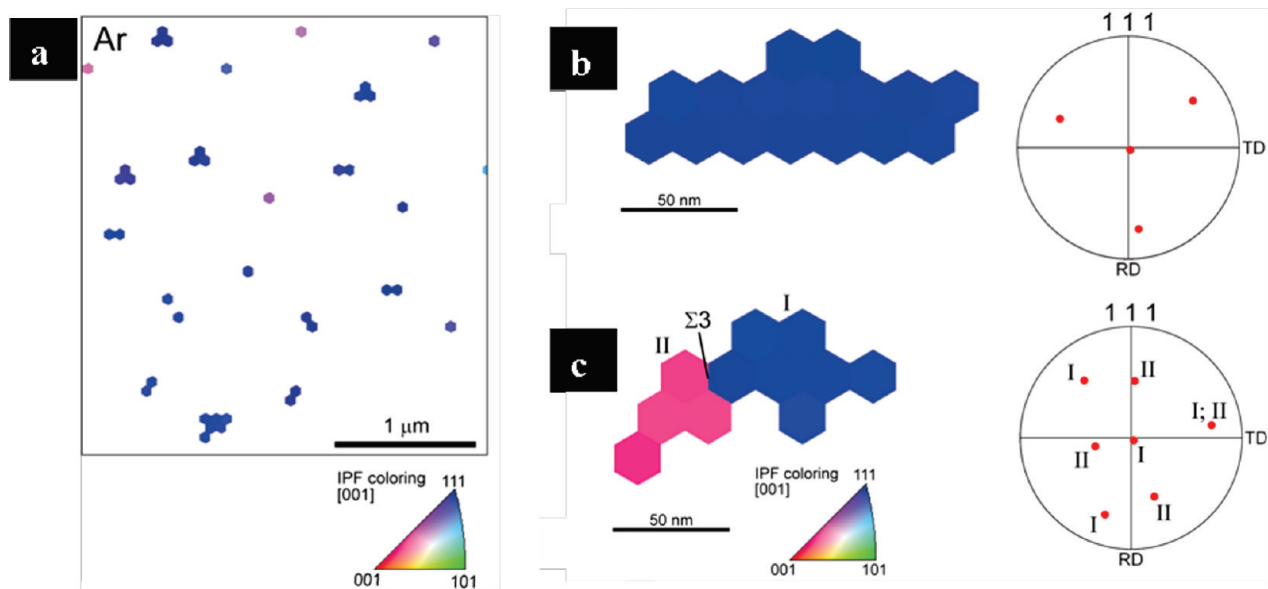 a
Ar
1 μm
IPF coloring
[001]
111
001
101
b
50 nm
1 1 1
TD
RD
c
II
Σ3
I
50 nm
IPF coloring
[001]
111
001
101
1 1 1
I
II
I; II
TD
II
I
I
II
RD